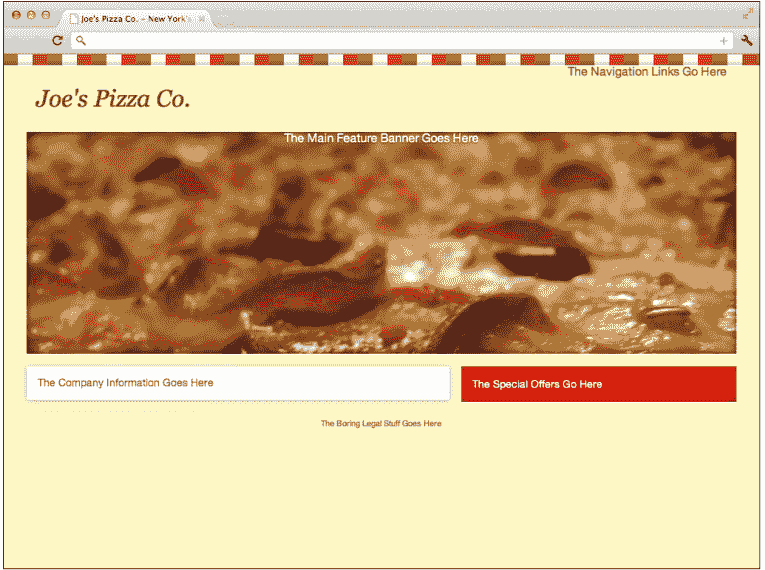 Joe's Pizza Co. – New York's
The Navigation Links Go Here
Joe's Pizza Co.
The Main Feature Banner Goes Here
The Company Information Goes Here
The Special Offers Go Here
The Boring Legal Stuff Goes Here